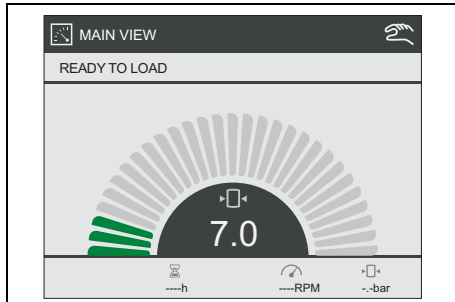 MAIN VIEW
READY TO LOAD
7.0
----h ----RPM -.-bar